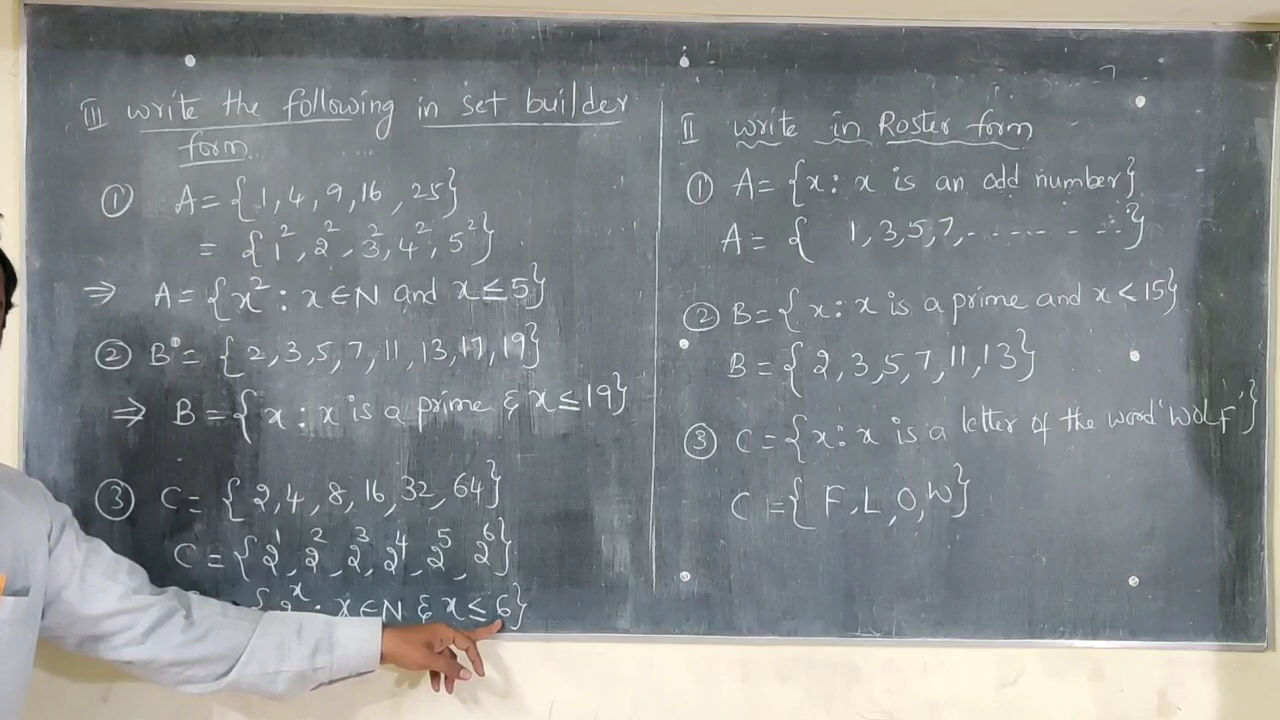 III write the following in set builder
form
① A = {1, 4, 9, 16, 25}
= {1², 2², 3², 4², 5²}
⇒ A = {x² : x ∈ N and x ≤ 5}
② B = {2, 3, 5, 7, 11, 13, 17, 19}
⇒ B = {x : x is a prime & x ≤ 19}
③ C = {2, 4, 8, 16, 32, 64}
C = {2¹, 2², 2³, 2⁴, 2⁵, 2⁶}
{2ˣ : x ∈ N & x ≤ 6}
II write in Roster form
① A = {x : x is an odd number}
A = { 1, 3, 5, 7, - - - - - - - - - }
② B = {x : x is a prime and x < 15}
B = {2, 3, 5, 7, 11, 13}
③ C = {x : x is a letter of the word 'WOLF'}
C = {F, L, O, W}